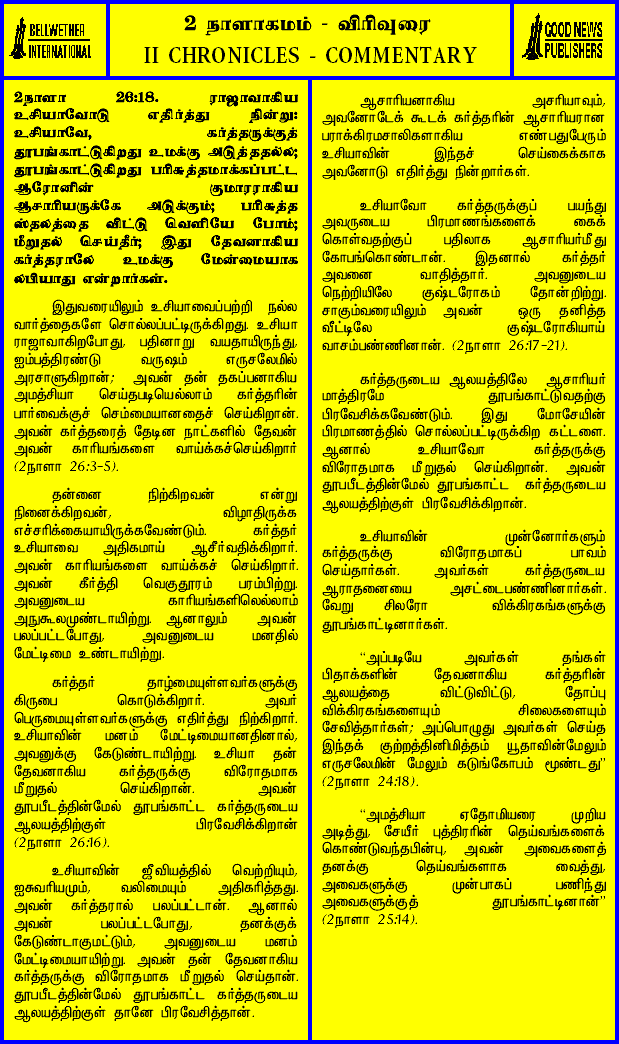 BELLWETHER
INTERNATIONAL
2 நாளாகமம் - விரிவுரை
II CHRONICLES - COMMENTARY
GOOD NEWS
PUBLISHERS
2நாளா 26:18. ராஜாவாகிய
உசியாவோடு எதிர்த்து நின்று:
உசியாவே, கர்த்தருக்குத்
தூபங்காட்டுகிறது உமக்கு அடுத்ததல்ல;
தூபங்காட்டுகிறது பரிசுத்தமாக்கப்பட்ட
ஆரோனின் குமாரராகிய
ஆசாரியருக்கே அடுக்கும்; பரிசுத்த
ஸ்தலத்தை விட்டு வெளியே போம்;
மீறுதல் செய்தீர்; இது தேவனாகிய
கர்த்தராலே உமக்கு மேன்மையாக
லபியாது என்றார்கள்.
இதுவரையிலும் உசியாவைப்பற்றி நல்ல
வார்த்தைகளே சொல்லப்பட்டிருக்கிறது. உசியா
ராஜாவாகிறபோது, பதினாறு வயதாயிருந்து,
ஐம்பத்திரண்டு வருஷம் எருசலேமில்
அரசாளுகிறான்; அவன் தன் தகப்பனாகிய
அமத்சியா செய்தபடியெல்லாம் கர்த்தரின்
பார்வைக்குச் செம்மையானதைச் செய்கிறான்.
அவன் கர்த்தரைத் தேடின நாட்களில் தேவன்
அவன் காரியங்களை வாய்க்கச்செய்கிறார்
(2நாளா 26:3-5).
தன்னை நிற்கிறவன் என்று
நினைக்கிறவன், விழாதிருக்க
எச்சரிக்கையாயிருக்கவேண்டும். கர்த்தர்
உசியாவை அதிகமாய் ஆசீர்வதிக்கிறார்.
அவன் காரியங்களை வாய்க்கச் செய்கிறார்.
அவன் கீர்த்தி வெகுதூரம் பரம்பிற்று.
அவனுடைய காரியங்களிலெல்லாம்
அநுகூலமுண்டாயிற்று. ஆனாலும் அவன்
பலப்பட்டபோது, அவனுடைய மனதில்
மேட்டிமை உண்டாயிற்று.
கர்த்தர் தாழ்மையுள்ளவர்களுக்கு
கிருபை கொடுக்கிறார். அவர்
பெருமையுள்ளவர்களுக்கு எதிர்த்து நிற்கிறார்.
உசியாவின் மனம் மேட்டிமையானதினால்,
அவனுக்கு கேடுண்டாயிற்று. உசியா தன்
தேவனாகிய கர்த்தருக்கு விரோதமாக
மீறுதல் செய்கிறான். அவன்
தூபபீடத்தின்மேல் தூபங்காட்ட கர்த்தருடைய
ஆலயத்திற்குள் பிரவேசிக்கிறான்
(2நாளா 26:16).
உசியாவின் ஜீவியத்தில் வெற்றியும்,
ஐசுவரியமும், வலிமையும் அதிகரித்தது.
அவன் கர்த்தரால் பலப்பட்டான். ஆனால்
அவன் பலப்பட்டபோது, தனக்குக்
கேடுண்டாகுமட்டும், அவனுடைய மனம்
மேட்டிமையாயிற்று. அவன் தன் தேவனாகிய
கர்த்தருக்கு விரோதமாக மீறுதல் செய்தான்.
தூபபீடத்தின்மேல் தூபங்காட்ட கர்த்தருடைய
ஆலயத்திற்குள் தானே பிரவேசித்தான்.
ஆசாரியனாகிய அசரியாவும்,
அவனோடேக் கூடக் கர்த்தரின் ஆசாரியரான
பராக்கிரமசாலிகளாகிய எண்பதுபேரும்
உசியாவின் இந்தச் செய்கைக்காக
அவனோடு எதிர்த்து நின்றார்கள்.
உசியாவோ கர்த்தருக்குப் பயந்து
அவருடைய பிரமாணங்களைக் கைக்
கொள்வதற்குப் பதிலாக ஆசாரியர்மீது
கோபங்கொண்டான். இதனால் கர்த்தர்
அவனை வாதித்தார். அவனுடைய
நெற்றியிலே குஷ்டரோகம் தோன்றிற்று.
சாகும்வரையிலும் அவன் ஒரு தனித்த
வீட்டிலே குஷ்டரோகியாய்
வாசம்பண்ணினான். (2நாளா 26:17-21).
கர்த்தருடைய ஆலயத்திலே ஆசாரியர்
மாத்திரமே தூபங்காட்டுவதற்கு
பிரவேசிக்கவேண்டும். இது மோசேயின்
பிரமாணத்தில் சொல்லப்பட்டிருக்கிற கட்டளை.
ஆனால் உசியாவோ கர்த்தருக்கு
விரோதமாக மீறுதல் செய்கிறான். அவன்
தூபபீடத்தின்மேல் தூபங்காட்ட கர்த்தருடைய
ஆலயத்திற்குள் பிரவேசிக்கிறான்.
உசியாவின் முன்னோர்களும்
கர்த்தருக்கு விரோதமாகப் பாவம்
செய்தார்கள். அவர்கள் கர்த்தருடைய
ஆராதனையை அசட்டைபண்ணினார்கள்.
வேறு சிலரோ விக்கிரகங்களுக்கு
தூபங்காட்டினார்கள்.
“அப்படியே அவர்கள் தங்கள்
பிதாக்களின் தேவனாகிய கர்த்தரின்
ஆலயத்தை விட்டுவிட்டு, தோப்பு
விக்கிரகங்களையும் சிலைகளையும்
சேவித்தார்கள்; அப்பொழுது அவர்கள் செய்த
இந்தக் குற்றத்தினிமித்தம் யூதாவின்மேலும்
எருசலேமின் மேலும் கடுங்கோபம் மூண்டது”
(2நாளா 24:18).
“அமத்சியா ஏதோமியரை முறிய
அடித்து, சேயீர் புத்திரரின் தெய்வங்களைக்
கொண்டுவந்தபின்பு, அவன் அவைகளைத்
தனக்கு தெய்வங்களாக வைத்து,
அவைகளுக்கு முன்பாகப் பணிந்து
அவைகளுக்குத் தூபங்காட்டினான்”
(2நாளா 25:14).